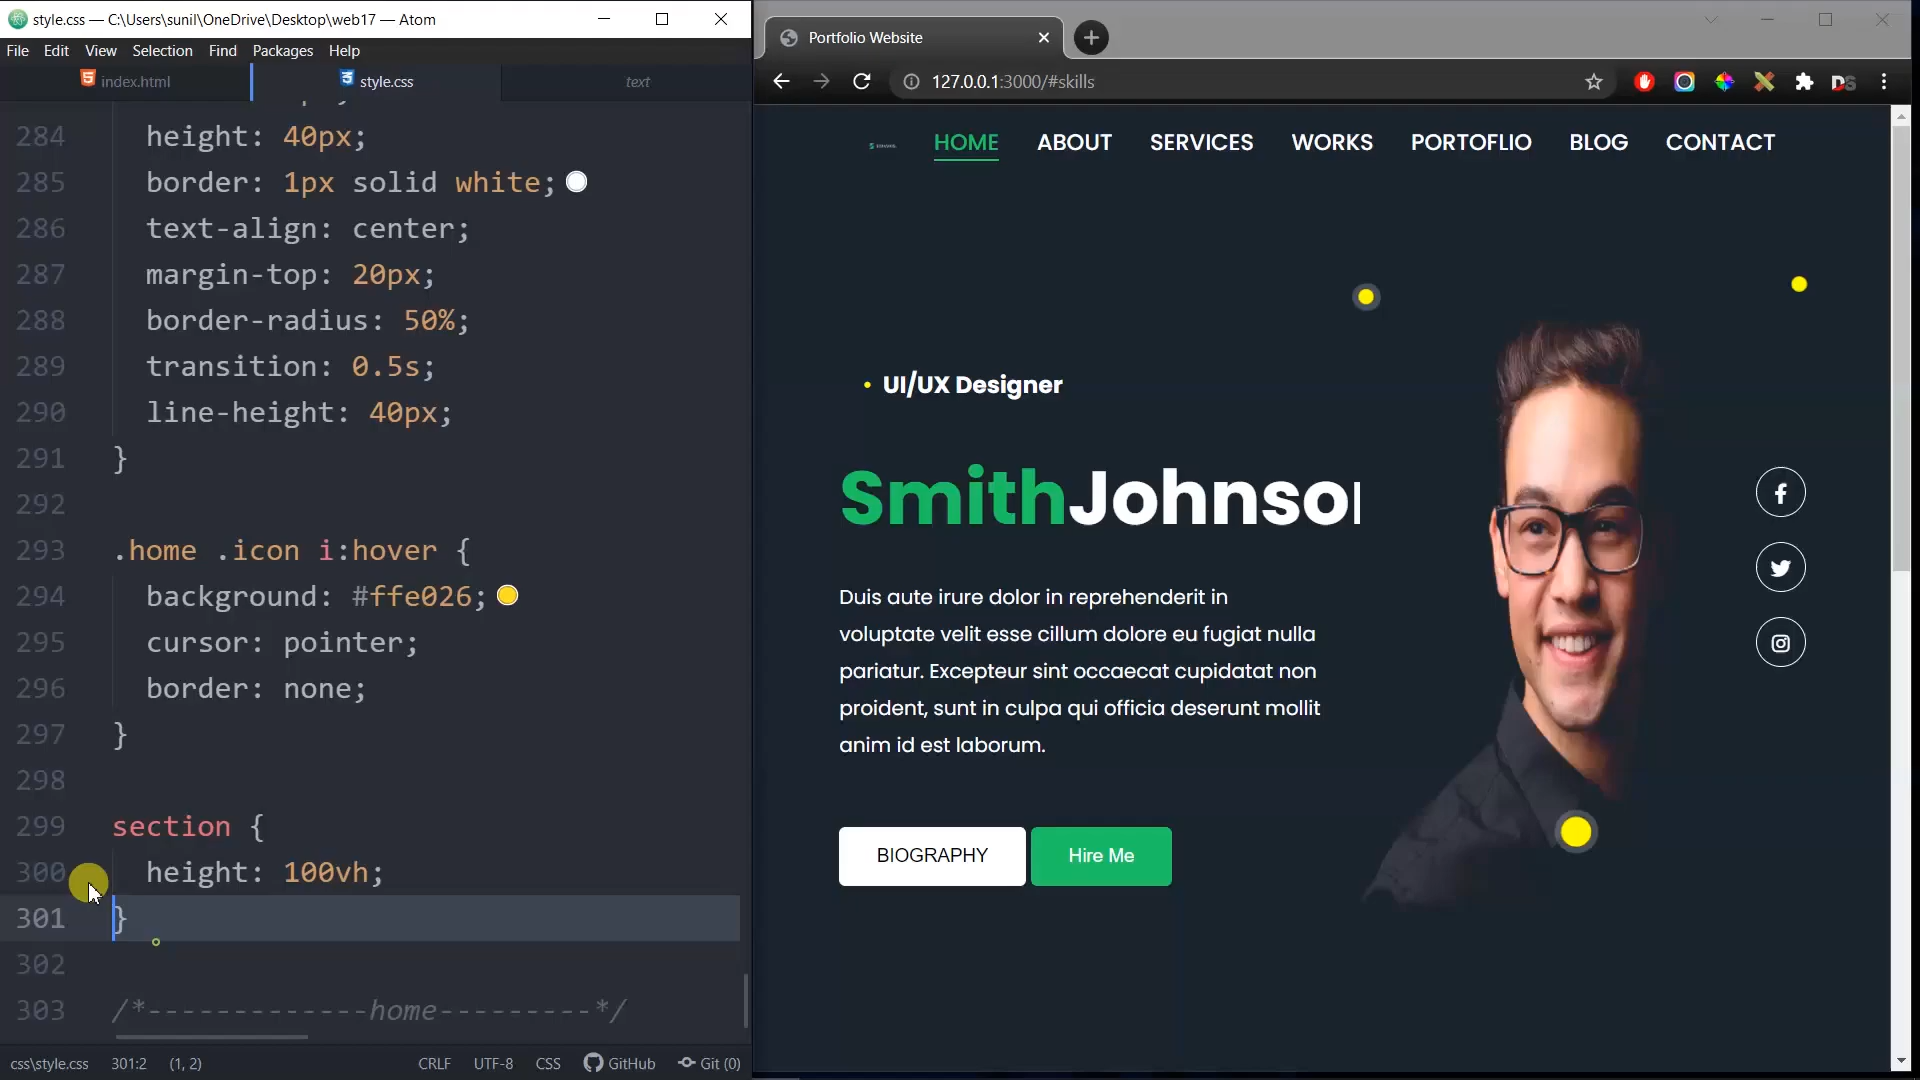 style.css — C:\Users\sunil\OneDrive\Desktop\web17 — Atom
File Edit View Selection Find Packages Help
index.html style.css text
284 height: 40px;
285 border: 1px solid white;
286 text-align: center;
287 margin-top: 20px;
288 border-radius: 50%;
289 transition: 0.5s;
290 line-height: 40px;
291 }
292
293 .home .icon i:hover {
294 background: #ffe026;
295 cursor: pointer;
296 border: none;
297 }
298
299 section {
300 height: 100vh;
301 }
302
303 /*-------------home---------*/
css\style.css 301:2 (1, 2) CRLF UTF-8 CSS GitHub Git (0)
Portfolio Website
127.0.0.1:3000/#skills
HOME ABOUT SERVICES WORKS PORTOFLIO BLOG CONTACT
• UI/UX Designer
SmithJohnson
Duis aute irure dolor in reprehenderit in
voluptate velit esse cillum dolore eu fugiat nulla
pariatur. Excepteur sint occaecat cupidatat non
proident, sunt in culpa qui officia deserunt mollit
anim id est laborum.
BIOGRAPHY Hire Me